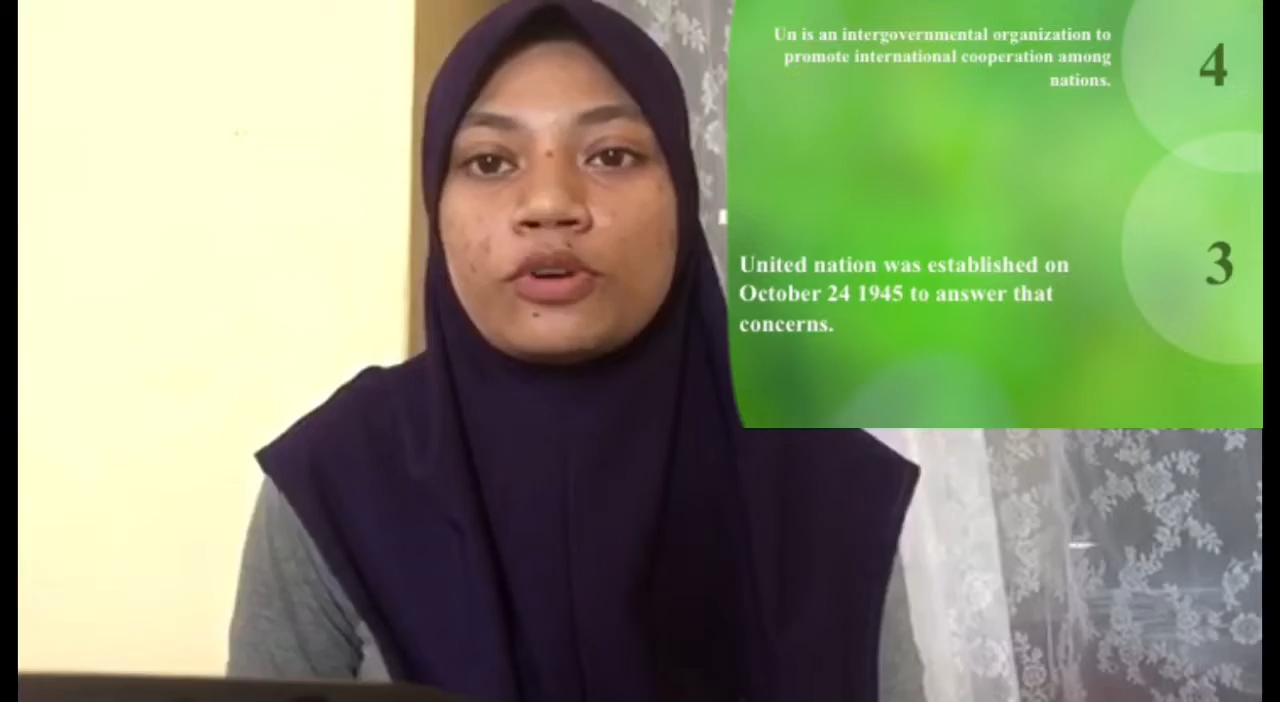 Un is an intergovernmental organization to
promote international cooperation among
nations.
4
3
United nation was established on
October 24 1945 to answer that
concerns.